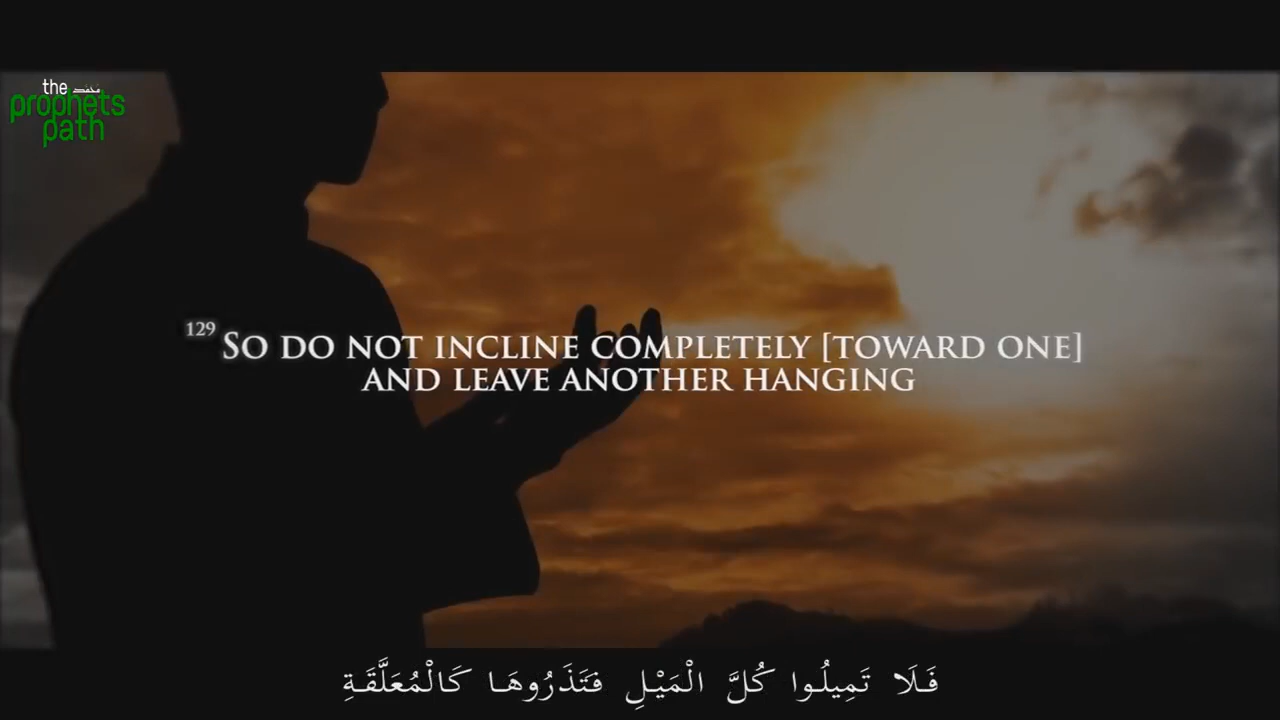 the محمد
prophets
path
129 SO DO NOT INCLINE COMPLETELY [TOWARD ONE]
AND LEAVE ANOTHER HANGING
فَلَا تَمِيلُوا كُلَّ الْمَيْلِ فَتَذَرُوهَا كَالْمُعَلَّقَةِ